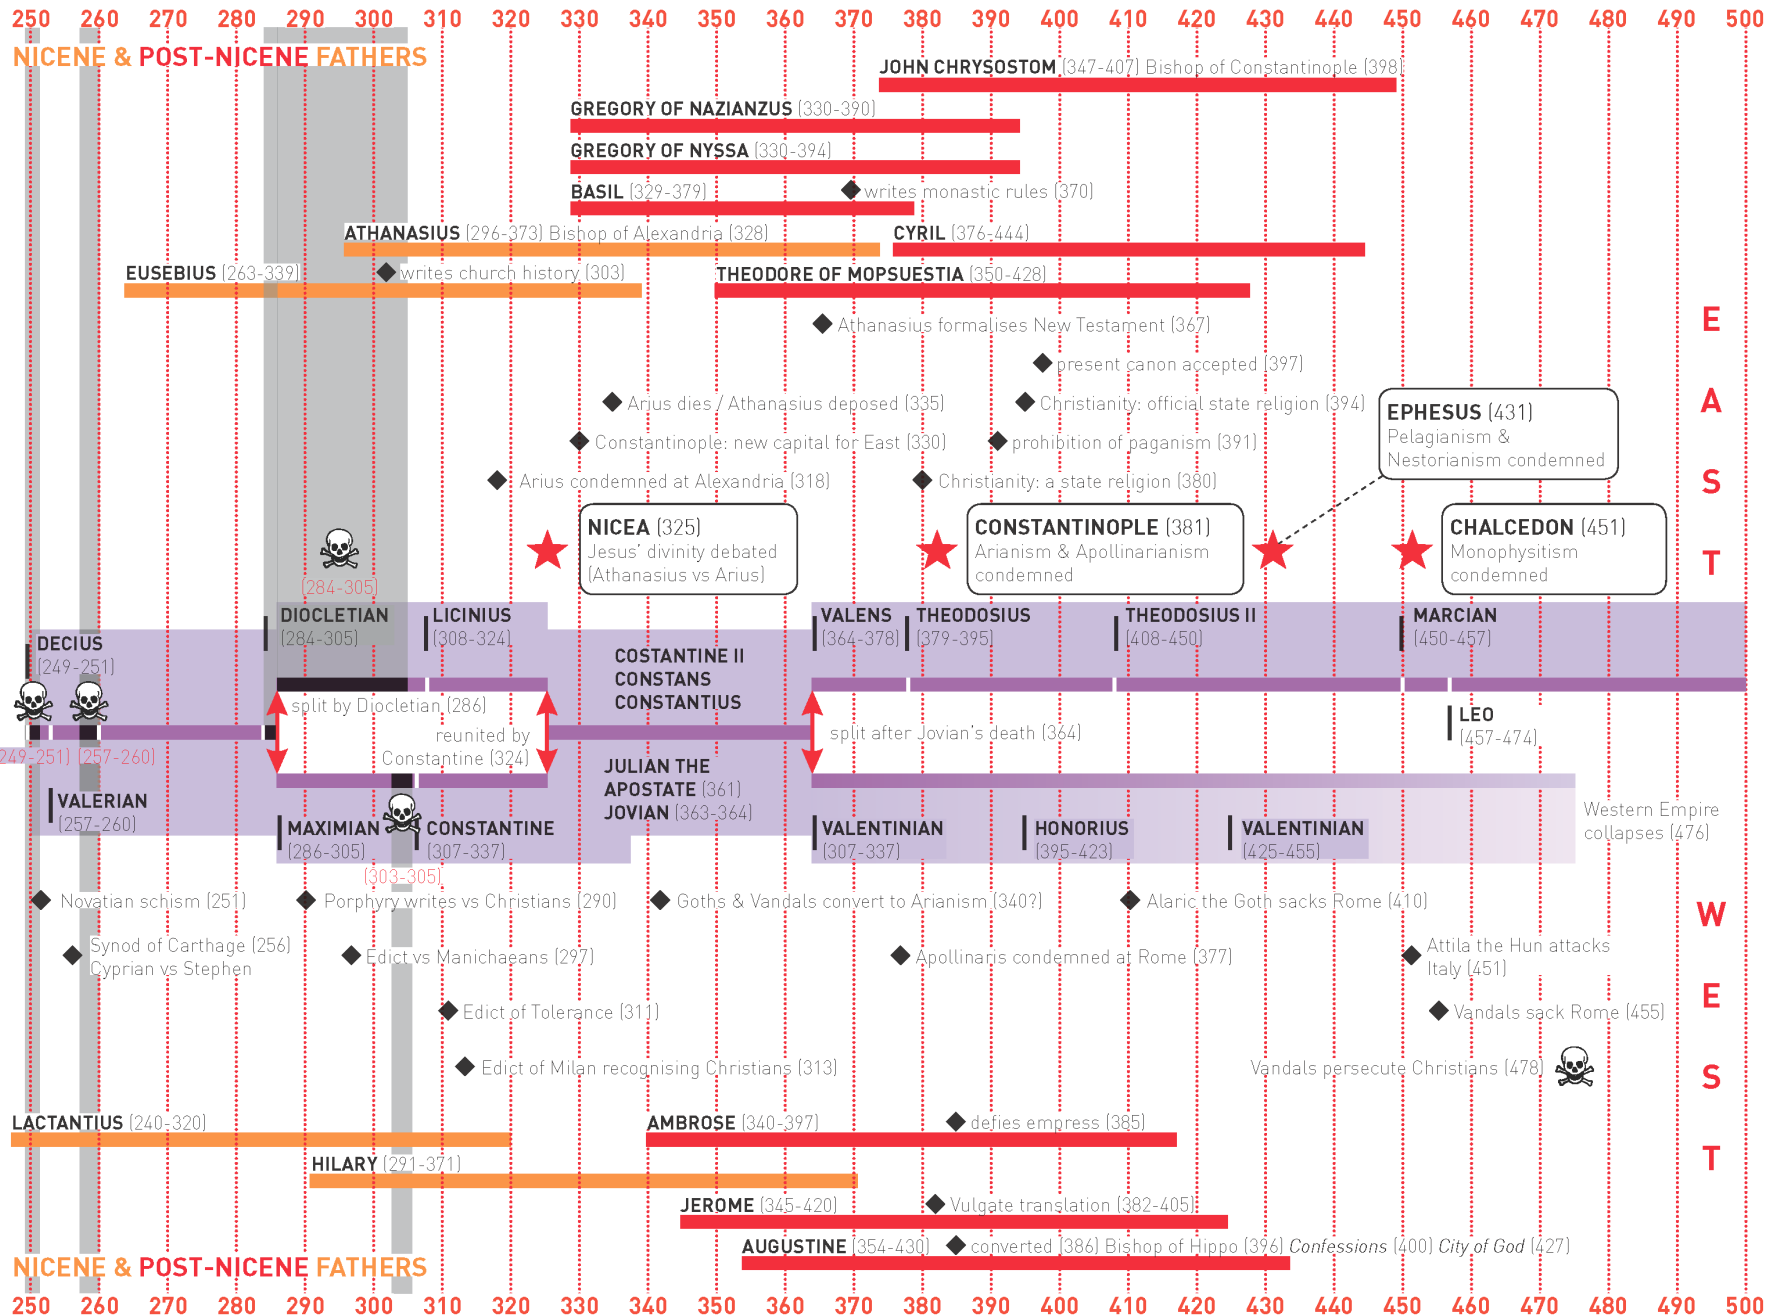 250 260 270 280 290 300 310 320 330 340 350 360 370 380 390 400 410 420 430 440 450 460 470 480 490 500
NICENE & POST-NICENE FATHERS
JOHN CHRYSOSTOM (347-407) Bishop of Constantinople (398)
GREGORY OF NAZIANZUS (330-390)
GREGORY OF NYSSA (330-394)
BASIL (329-379)
writes monastic rules (370)
ATHANASIUS (296-373) Bishop of Alexandria (328)
CYRIL (376-444)
EUSEBIUS (263-339)
writes church history (303)
THEODORE OF MOPSUESTIA (350-428)
Athanasius formalises New Testament (367)
present canon accepted (397)
Arius dies / Athanasius deposed (335)
Christianity: official state religion (394)
Constantinople: new capital for East (330)
prohibition of paganism (391)
Arius condemned at Alexandria (318)
Christianity: a state religion (380)
EPHESUS (431)
Pelagianism &
Nestorianism condemned
E
A
S
T
NICEA (325)
Jesus' divinity debated
(Athanasius vs Arius)
CONSTANTINOPLE (381)
Arianism & Apollinarianism
condemned
CHALCEDON (451)
Monophysitism
condemned
(284-305)
DECIUS
(249-251)
DIOCLETIAN
(284-305)
LICINIUS
(308-324)
COSTANTINE II
CONSTANS
CONSTANTIUS
VALENS
(364-378)
THEODOSIUS
(379-395)
THEODOSIUS II
(408-450)
MARCIAN
(450-457)
split by Diocletian (286)
reunited by
Constantine (324)
split after Jovian's death (364)
LEO
(457-474)
249-251)
(257-260)
VALERIAN
(257-260)
JULIAN THE
APOSTATE (361)
JOVIAN (363-364)
MAXIMIAN
(286-305)
CONSTANTINE
(307-337)
(303-305)
VALENTINIAN
(307-337)
HONORIUS
(395-423)
VALENTINIAN
(425-455)
Western Empire
collapses (476)
Novatian schism (251)
Porphyry writes vs Christians (290)
Goths & Vandals convert to Arianism (340?)
Alaric the Goth sacks Rome (410)
Synod of Carthage (256)
Cyprian vs Stephen
Edict vs Manichaeans (297)
Apollinaris condemned at Rome (377)
Attila the Hun attacks
Italy (451)
Edict of Tolerance (311)
Vandals sack Rome (455)
Edict of Milan recognising Christians (313)
Vandals persecute Christians (478)
W
E
S
T
LACTANTIUS (240-320)
AMBROSE (340-397)
defies empress (385)
HILARY (291-371)
JEROME (345-420)
Vulgate translation (382-405)
AUGUSTINE (354-430)
converted (386) Bishop of Hippo (396) Confessions (400) City of God (427)
NICENE & POST-NICENE FATHERS
250 260 270 280 290 300 310 320 330 340 350 360 370 380 390 400 410 420 430 440 450 460 470 480 490 500